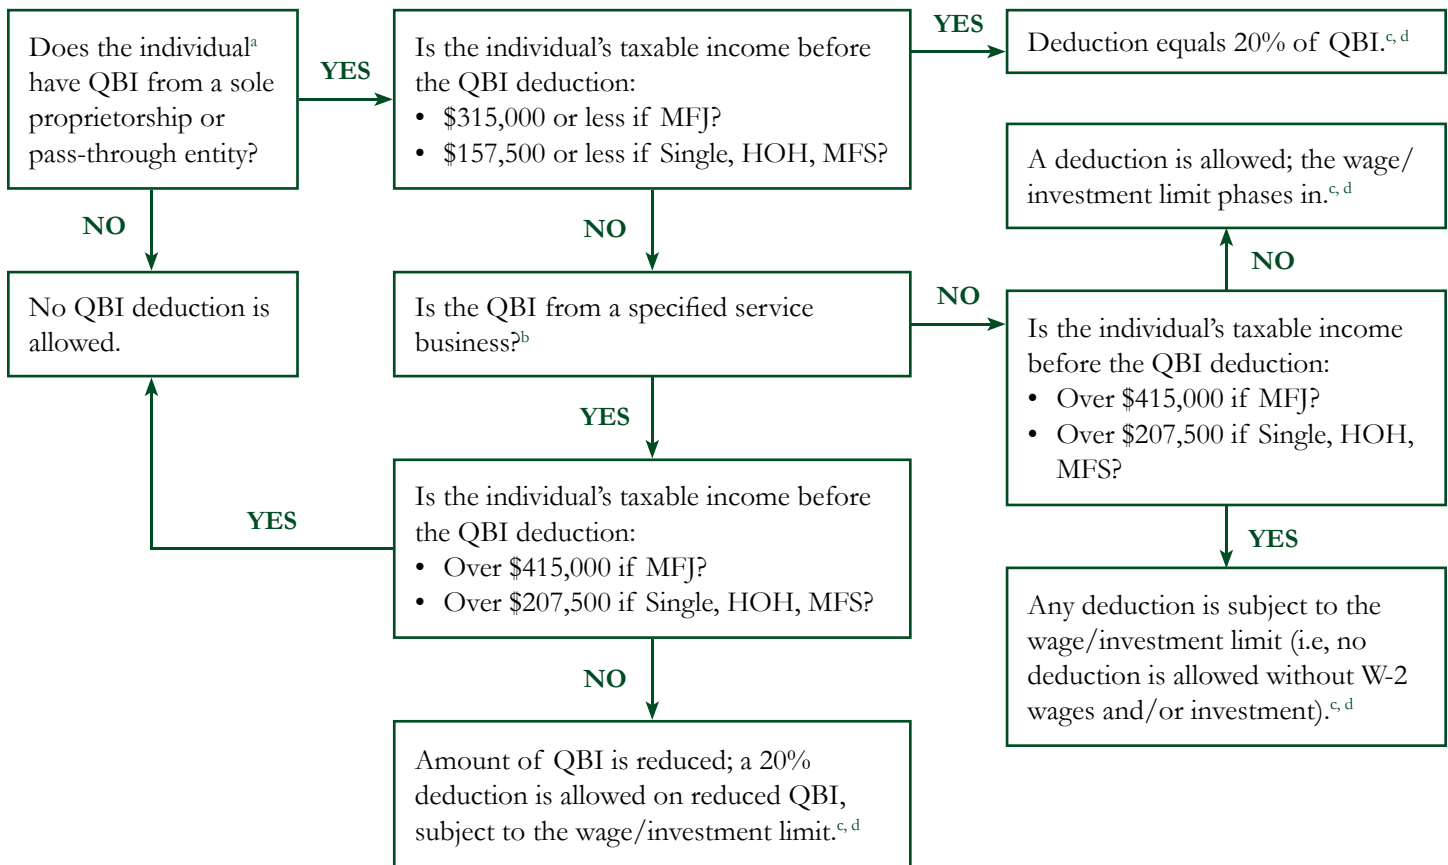 Does the individualᵃ
have QBI from a sole
proprietorship or
pass-through entity?
YES
Is the individual’s taxable income before
the QBI deduction:
• $315,000 or less if MFJ?
• $157,500 or less if Single, HOH, MFS?
YES
Deduction equals 20% of QBI.ᶜ, ᵈ
A deduction is allowed; the wage/
investment limit phases in.ᶜ, ᵈ
NO
NO
NO
No QBI deduction is
allowed.
Is the QBI from a specified service
business?ᵇ
NO
Is the individual’s taxable income
before the QBI deduction:
• Over $415,000 if MFJ?
• Over $207,500 if Single, HOH,
MFS?
YES
YES
Is the individual’s taxable income before
the QBI deduction:
• Over $415,000 if MFJ?
• Over $207,500 if Single, HOH, MFS?
YES
Any deduction is subject to the
wage/investment limit (i.e, no
deduction is allowed without W-2
wages and/or investment).ᶜ, ᵈ
NO
Amount of QBI is reduced; a 20%
deduction is allowed on reduced QBI,
subject to the wage/investment limit.ᶜ, ᵈ